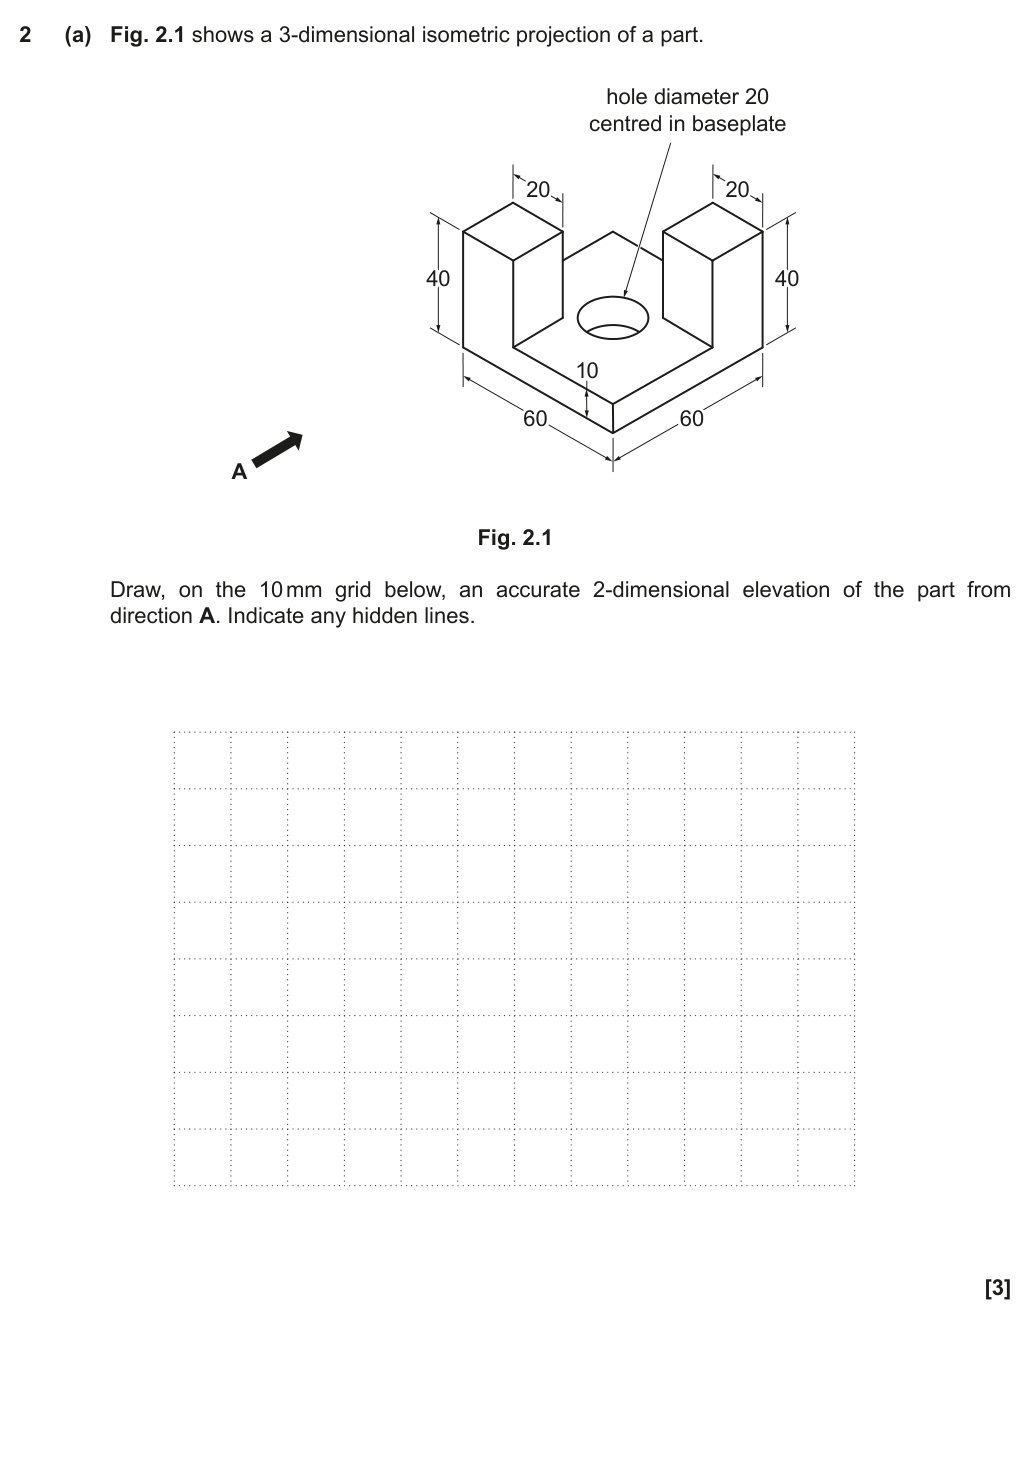 2 (a) Fig. 2.1 shows a 3-dimensional isometric projection of a part.
hole diameter 20
centred in baseplate
20
20
40
40
10
60
60
A
Fig. 2.1
Draw, on the 10 mm grid below, an accurate 2-dimensional elevation of the part from
direction A. Indicate any hidden lines.
[3]